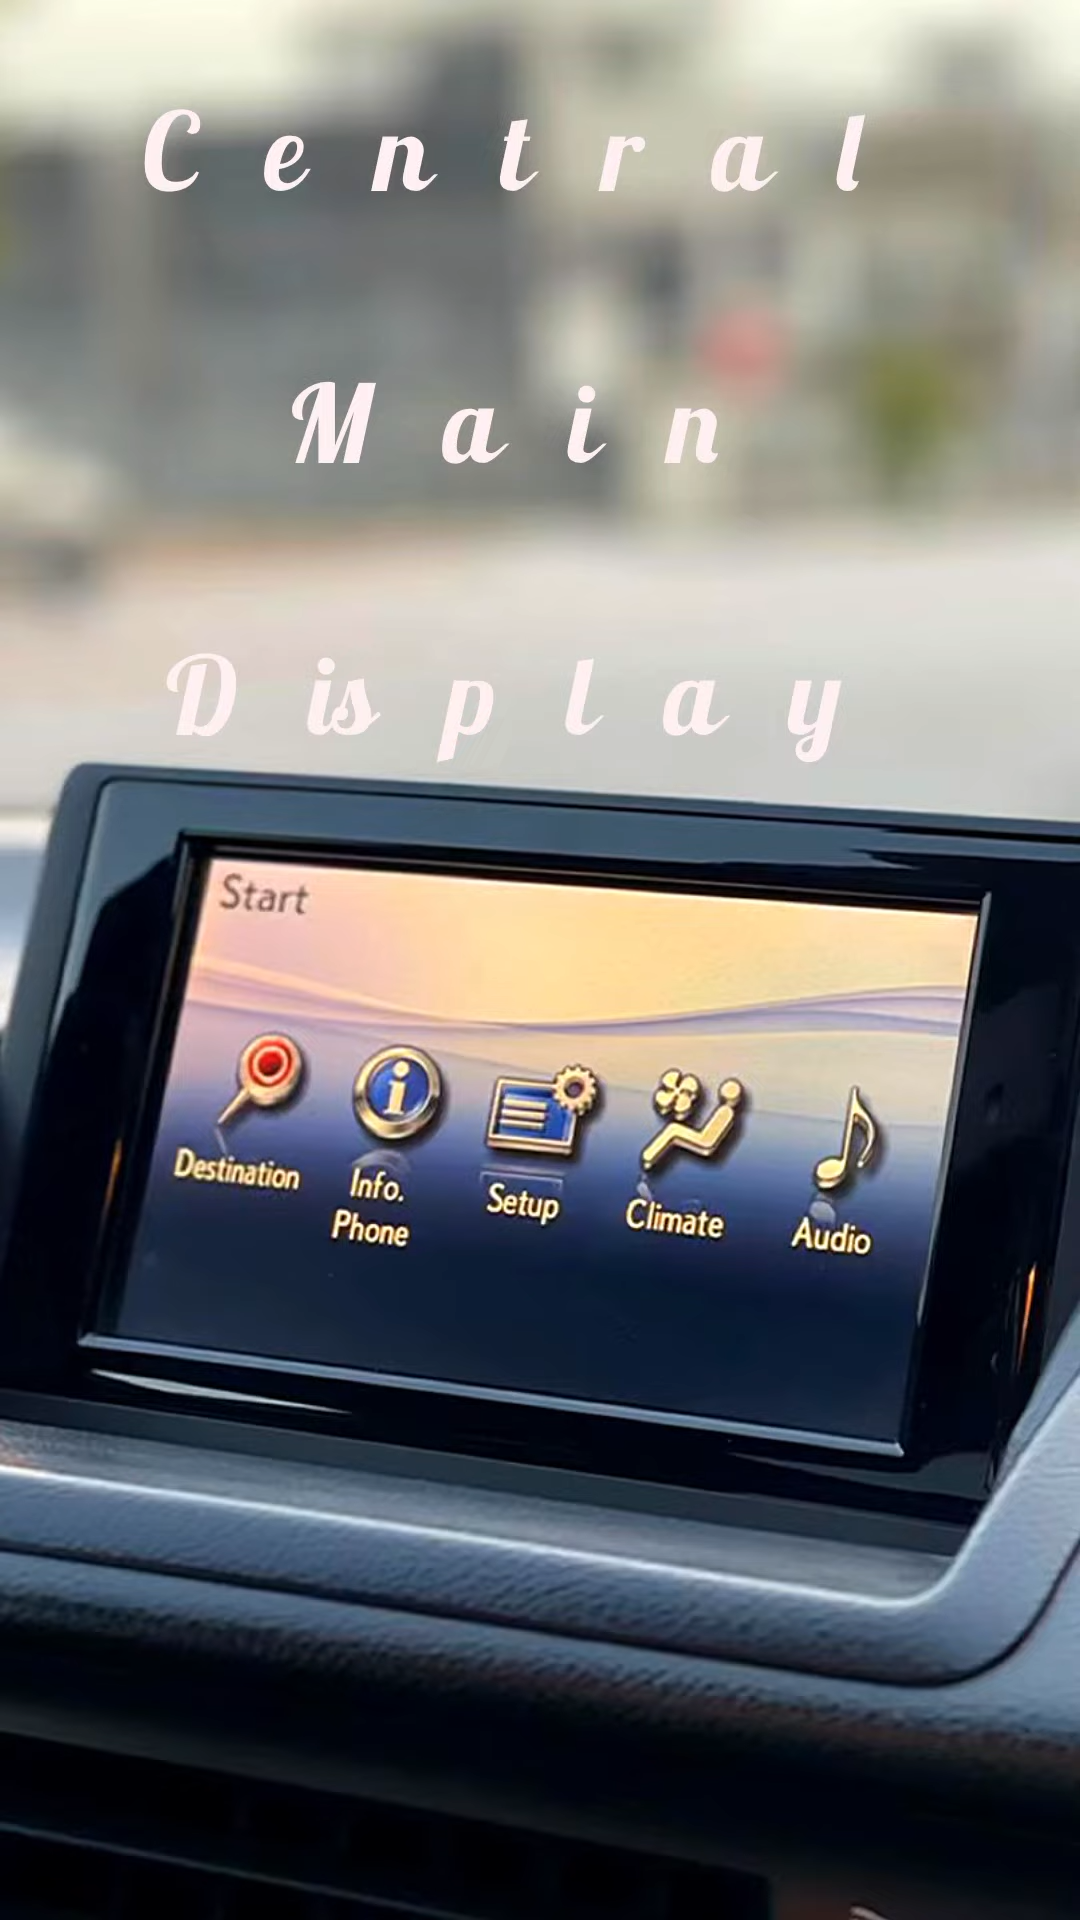 Central
Main
Display
Start
Destination
Info.
Phone
Setup
Climate
Audio